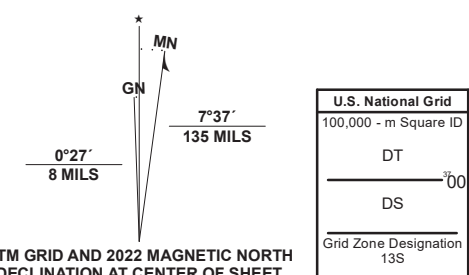 ★
MN
GN
7°37´
135 MILS
0°27´
8 MILS
TM GRID AND 2022 MAGNETIC NORTH
DECLINATION AT CENTER OF SHEET
U.S. National Grid
100,000 - m Square ID
DT
3700
DS
Grid Zone Designation
13S